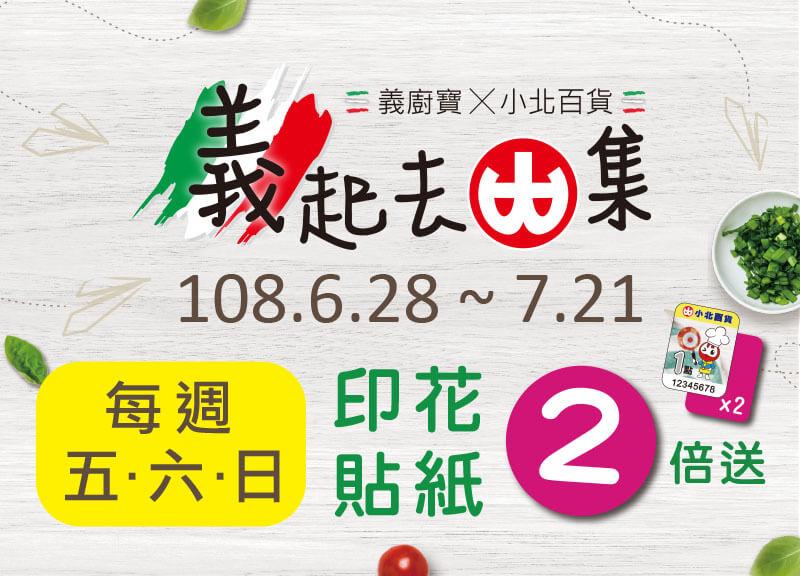 義廚寶×小北百貨
義起去北集
108.6.28 ~ 7.21
小北百貨
1點
12345678
x2
每週
五·六·日
印花
貼紙
2
倍送